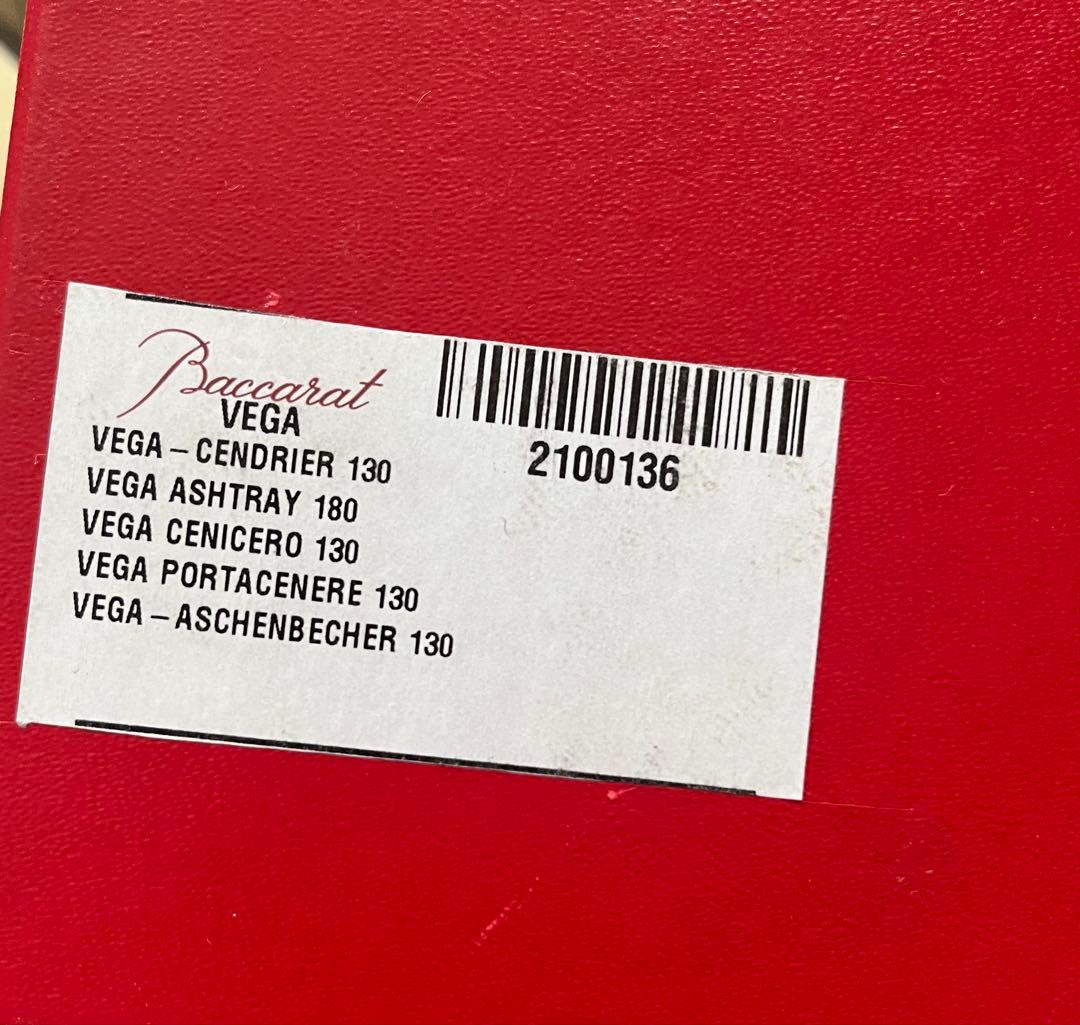 Baccarat
VEGA
VEGA – CENDRIER 130
VEGA ASHTRAY 180
VEGA CENICERO 130
VEGA PORTACENERE 130
VEGA – ASCHENBECHER 130
2100136